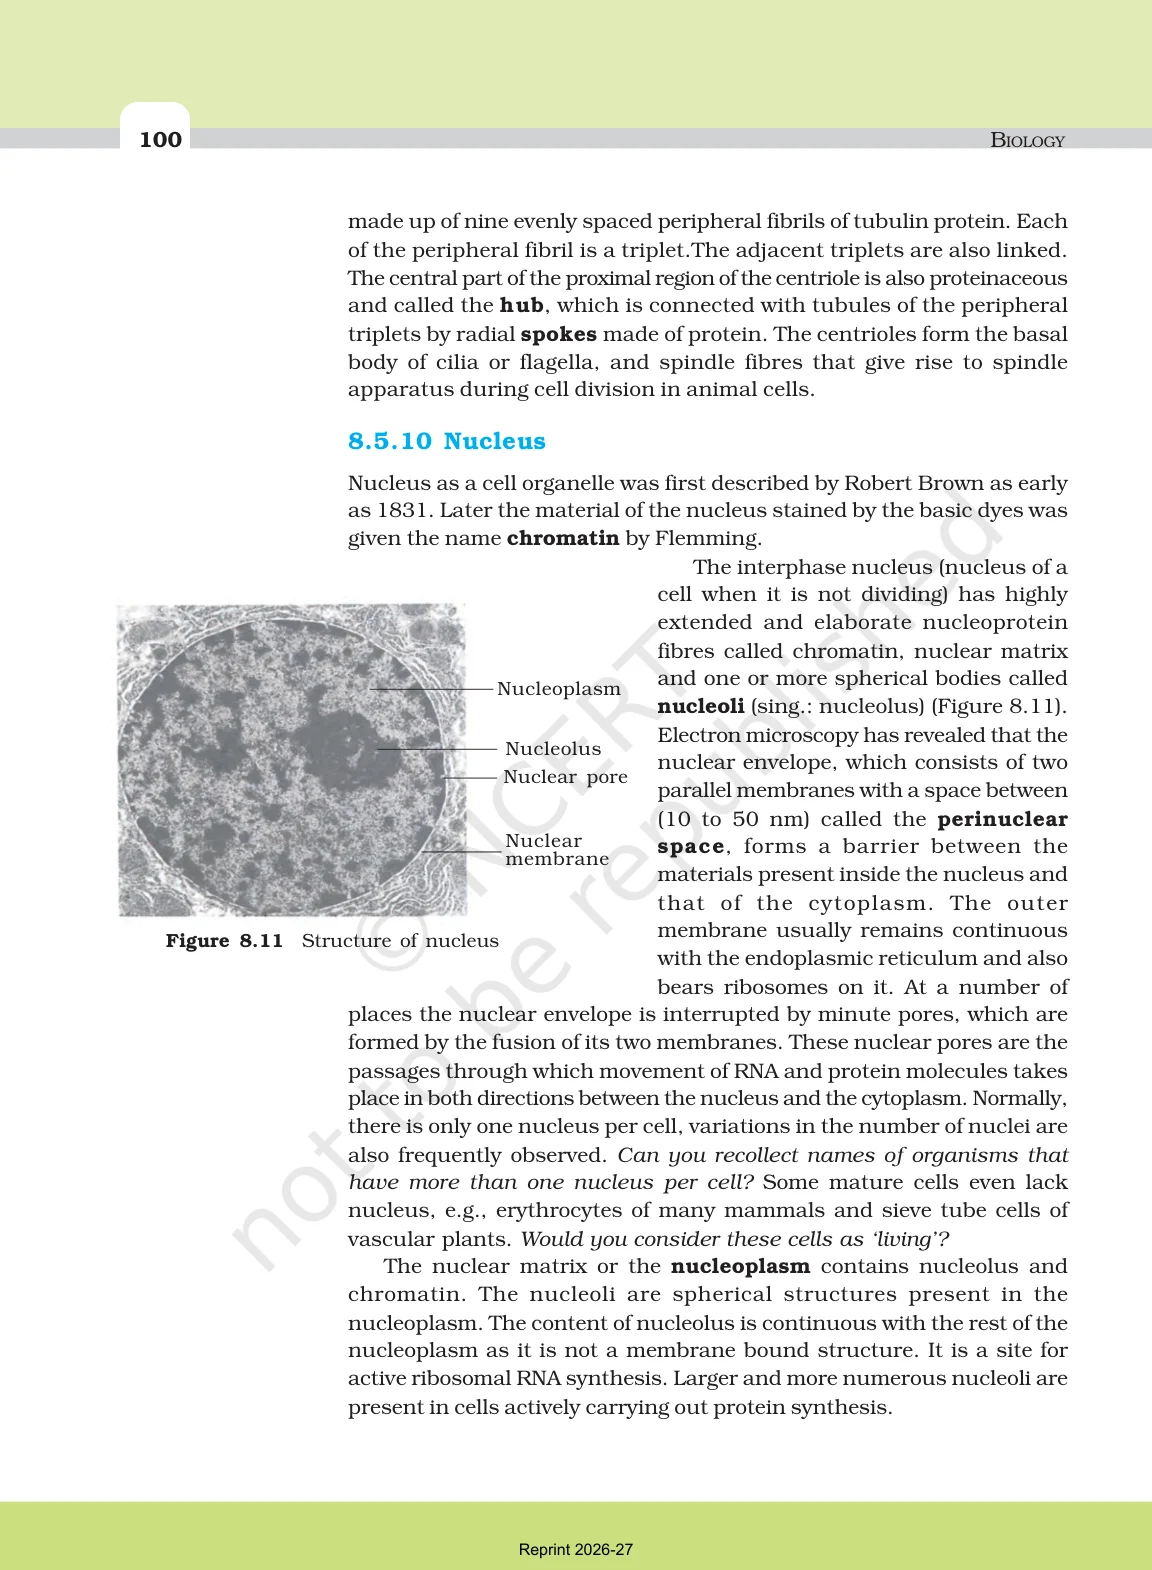 100
BIOLOGY
made up of nine evenly spaced peripheral fibrils of tubulin protein. Each
of the peripheral fibril is a triplet.The adjacent triplets are also linked.
The central part of the proximal region of the centriole is also proteinaceous
and called the hub, which is connected with tubules of the peripheral
triplets by radial spokes made of protein. The centrioles form the basal
body of cilia or flagella, and spindle fibres that give rise to spindle
apparatus during cell division in animal cells.
8.5.10 Nucleus
Nucleus as a cell organelle was first described by Robert Brown as early
as 1831. Later the material of the nucleus stained by the basic dyes was
given the name chromatin by Flemming.
The interphase nucleus (nucleus of a
cell when it is not dividing) has highly
extended and elaborate nucleoprotein
fibres called chromatin, nuclear matrix
and one or more spherical bodies called
nucleoli (sing.: nucleolus) (Figure 8.11).
Electron microscopy has revealed that the
nuclear envelope, which consists of two
parallel membranes with a space between
(10 to 50 nm) called the perinuclear
space, forms a barrier between the
materials present inside the nucleus and
that of the cytoplasm. The outer
membrane usually remains continuous
with the endoplasmic reticulum and also
bears ribosomes on it. At a number of
Nucleoplasm
Nucleolus
Nuclear pore
Nuclear
membrane
Figure 8.11 Structure of nucleus
places the nuclear envelope is interrupted by minute pores, which are
formed by the fusion of its two membranes. These nuclear pores are the
passages through which movement of RNA and protein molecules takes
place in both directions between the nucleus and the cytoplasm. Normally,
there is only one nucleus per cell, variations in the number of nuclei are
also frequently observed. Can you recollect names of organisms that
have more than one nucleus per cell? Some mature cells even lack
nucleus, e.g., erythrocytes of many mammals and sieve tube cells of
vascular plants. Would you consider these cells as ‘living’?
The nuclear matrix or the nucleoplasm contains nucleolus and
chromatin. The nucleoli are spherical structures present in the
nucleoplasm. The content of nucleolus is continuous with the rest of the
nucleoplasm as it is not a membrane bound structure. It is a site for
active ribosomal RNA synthesis. Larger and more numerous nucleoli are
present in cells actively carrying out protein synthesis.
© NCERT
not to be republished
Reprint 2026-27